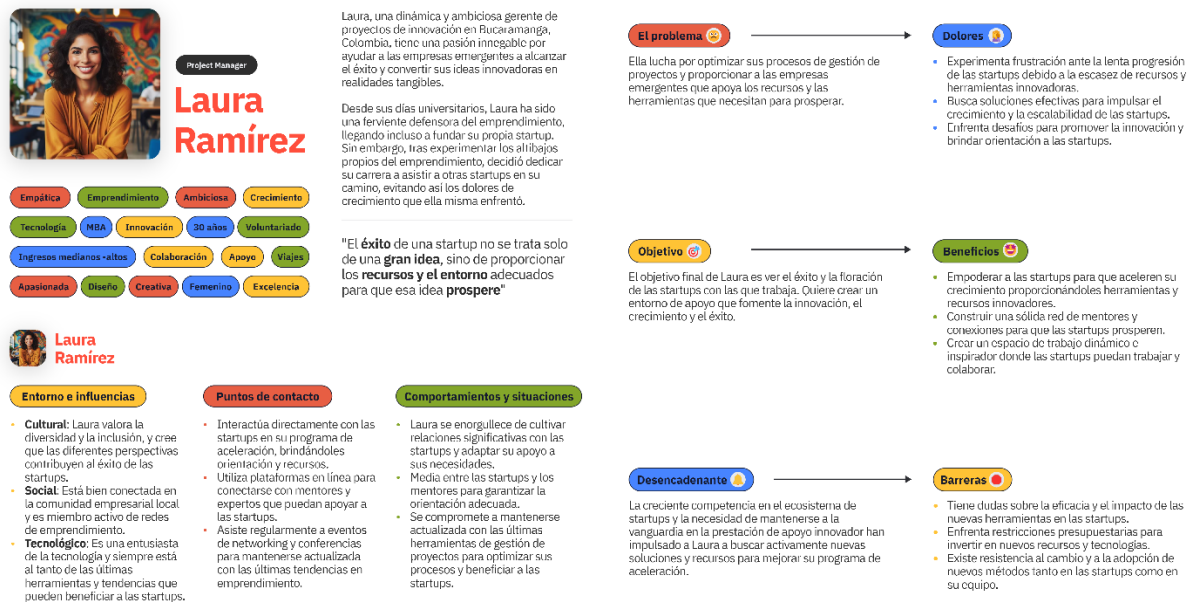 Project Manager
Laura
Ramírez
Empática
Emprendimiento
Ambiciosa
Crecimiento
Tecnología
MBA
Innovación
30 años
Voluntariado
Ingresos medianos -altos
Colaboración
Apoyo
Viajes
Apasionada
Diseño
Creativa
Femenino
Excelencia
Laura, una dinámica y ambiciosa gerente de
proyectos de innovación en Bucaramanga,
Colombia, tiene una pasión innegable por
ayudar a las empresas emergentes a alcanzar
el éxito y convertir sus ideas innovadoras en
realidades tangibles.
Desde sus días universitarios, Laura ha sido
una ferviente defensora del emprendimiento,
llegando incluso a fundar su propia startup.
Sin embargo, tras experimentar los altibajos
propios del emprendimiento, decidió dedicar
su carrera a asistir a otras startups en su
camino, evitando así los dolores de
crecimiento que ella misma enfrentó.
"El éxito de una startup no se trata solo
de una gran idea, sino de proporcionar
los recursos y el entorno adecuados
para que esa idea prospere"
Laura
Ramírez
Entorno e influencias
• Cultural: Laura valora la
diversidad y la inclusión, y cree
que las diferentes perspectivas
contribuyen al éxito de las
startups.
• Social: Está bien conectada en
la comunidad empresarial local
y es miembro activo de redes
de emprendimiento.
• Tecnológico: Es una entusiasta
de la tecnología y siempre está
al tanto de las últimas
herramientas y tendencias que
pueden beneficiar a las startups.
Puntos de contacto
• Interactúa directamente con las
startups en su programa de
aceleración, brindándoles
orientación y recursos.
• Utiliza plataformas en línea para
conectarse con mentores y
expertos que puedan apoyar a
las startups.
• Asiste regularmente a eventos
de networking y conferencias
para mantenerse actualizada
con las últimas tendencias en
emprendimiento.
Comportamientos y situaciones
• Laura se enorgullece de cultivar
relaciones significativas con las
startups y adaptar su apoyo a
sus necesidades.
• Media entre las startups y los
mentores para garantizar la
orientación adecuada.
• Se compromete a mantenerse
actualizada con las últimas
herramientas de gestión de
proyectos para optimizar sus
procesos y beneficiar a las
startups.
El problema
Ella lucha por optimizar sus procesos de gestión de
proyectos y proporcionar a las empresas
emergentes que apoya los recursos y las
herramientas que necesitan para prosperar.
Dolores
• Experimenta frustración ante la lenta progresión
de las startups debido a la escasez de recursos y
herramientas innovadoras.
• Busca soluciones efectivas para impulsar el
crecimiento y la escalabilidad de las startups.
• Enfrenta desafíos para promover la innovación y
brindar orientación a las startups.
Objetivo
El objetivo final de Laura es ver el éxito y la floración
de las startups con las que trabaja. Quiere crear un
entorno de apoyo que fomente la innovación, el
crecimiento y el éxito.
Beneficios
• Empoderar a las startups para que aceleren su
crecimiento proporcionándoles herramientas y
recursos innovadores.
• Construir una sólida red de mentores y
conexiones para que las startups prosperen.
• Crear un espacio de trabajo dinámico e
inspirador donde las startups puedan trabajar y
colaborar.
Desencadenante
La creciente competencia en el ecosistema de
startups y la necesidad de mantenerse a la
vanguardia en la prestación de apoyo innovador han
impulsado a Laura a buscar activamente nuevas
soluciones y recursos para mejorar su programa de
aceleración.
Barreras
• Tiene dudas sobre la eficacia y el impacto de las
nuevas herramientas en las startups.
• Enfrenta restricciones presupuestarias para
invertir en nuevos recursos y tecnologías.
• Existe resistencia al cambio y a la adopción de
nuevos métodos tanto en las startups como en
su equipo.